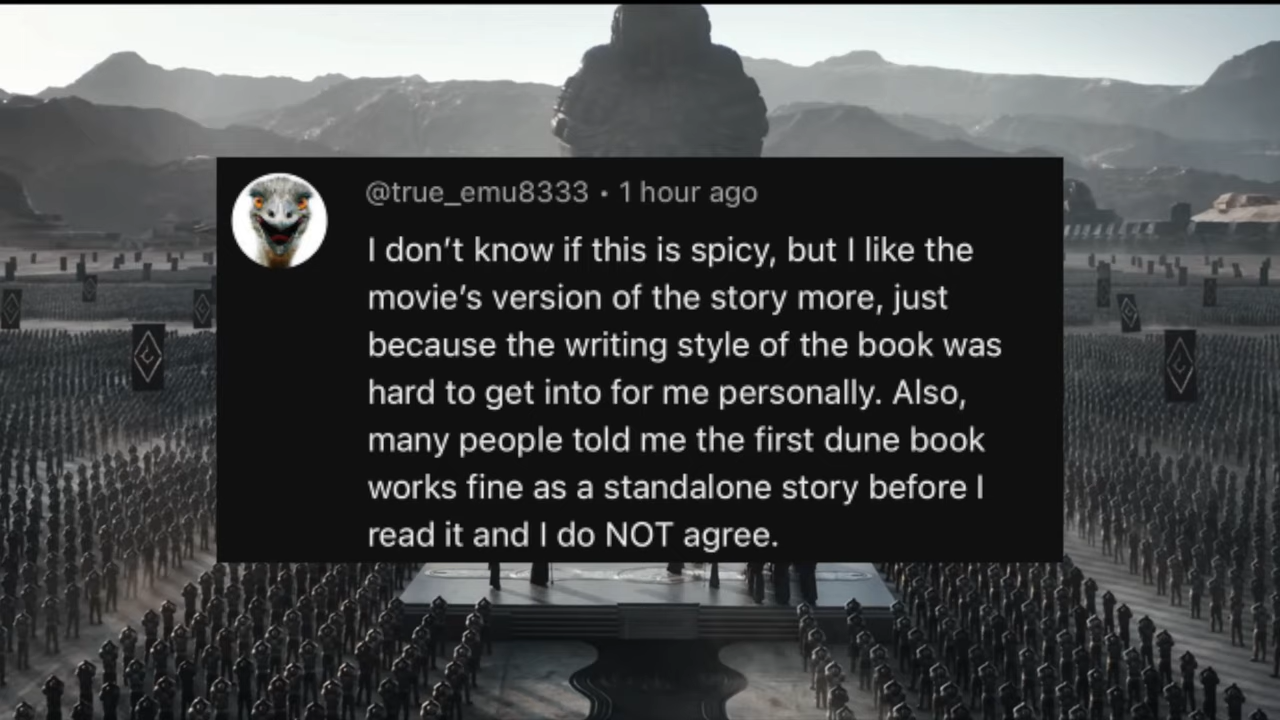 @true_emu8333 • 1 hour ago
I don’t know if this is spicy, but I like the
movie’s version of the story more, just
because the writing style of the book was
hard to get into for me personally. Also,
many people told me the first dune book
works fine as a standalone story before I
read it and I do NOT agree.